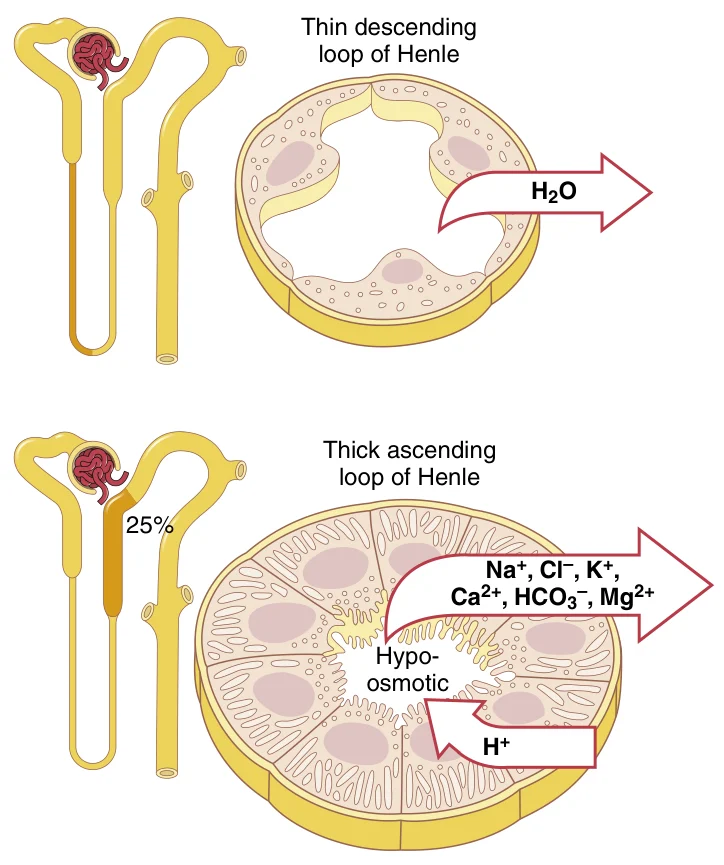 Thin descending
loop of Henle
H₂O
Thick ascending
loop of Henle
25%
Na⁺, Cl⁻, K⁺,
Ca²⁺, HCO₃⁻, Mg²⁺
Hypo-
osmotic
H⁺